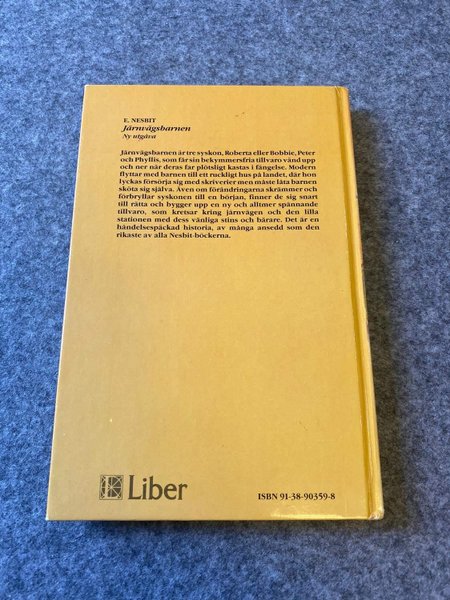 E. NESBIT
Järnvägsbarnen
Ny utgåva
Järnvägsbarnen är tre syskon, Roberta eller Bobbie, Peter
och Phyllis, som får sin bekymmersfria tillvaro vänd upp
och ner när deras far plötsligt kastas i fängelse. Modern
flyttar med barnen till ett ruckligt hus på landet, där hon
lyckas försörja sig med skriverier men måste låta barnen
sköta sig själva. Även om förändringarna skrämmer och
förbryllar syskonen till en början, finner de sig snart
till rätta och bygger upp en ny och alltmer spännande
tillvaro, som kretsar kring järnvägen och den lilla
stationen med dess vänliga stins och bärare. Det är en
händelsespäckad historia, av många ansedd som den
rikaste av alla Nesbit-böckerna.
Liber
ISBN 91-38-90359-8